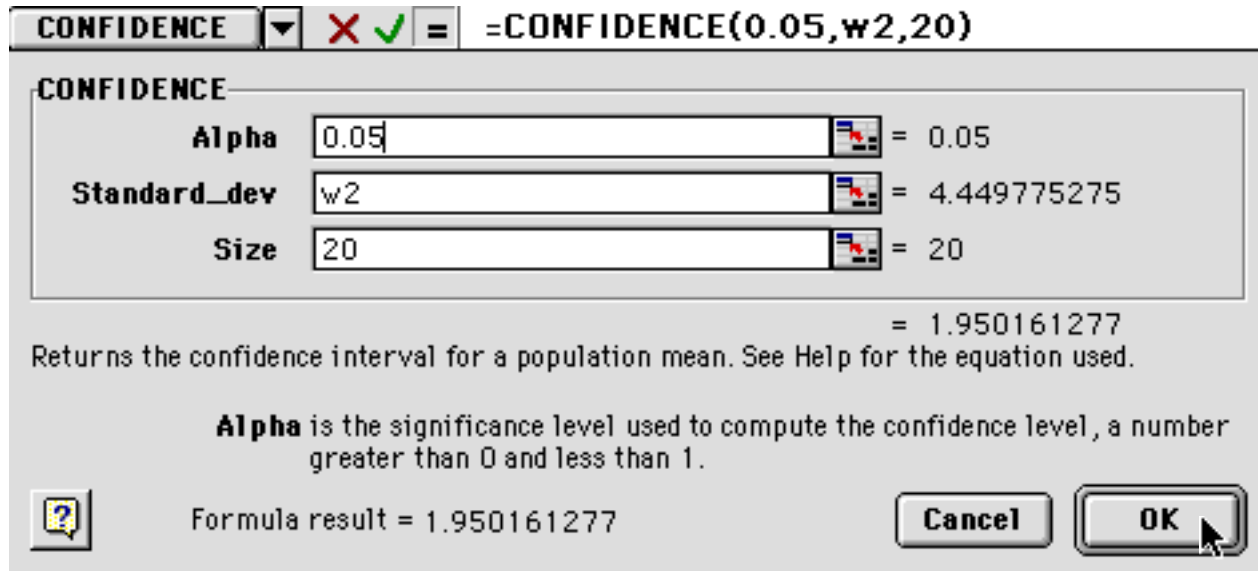 CONFIDENCE = =CONFIDENCE(0.05,w2,20)
CONFIDENCE
Alpha 0.05 = 0.05
Standard_dev w2 = 4.449775275
Size 20 = 20
= 1.950161277
Returns the confidence interval for a population mean. See Help for the equation used.
Alpha is the significance level used to compute the confidence level, a number
greater than 0 and less than 1.
? Formula result = 1.950161277 Cancel OK